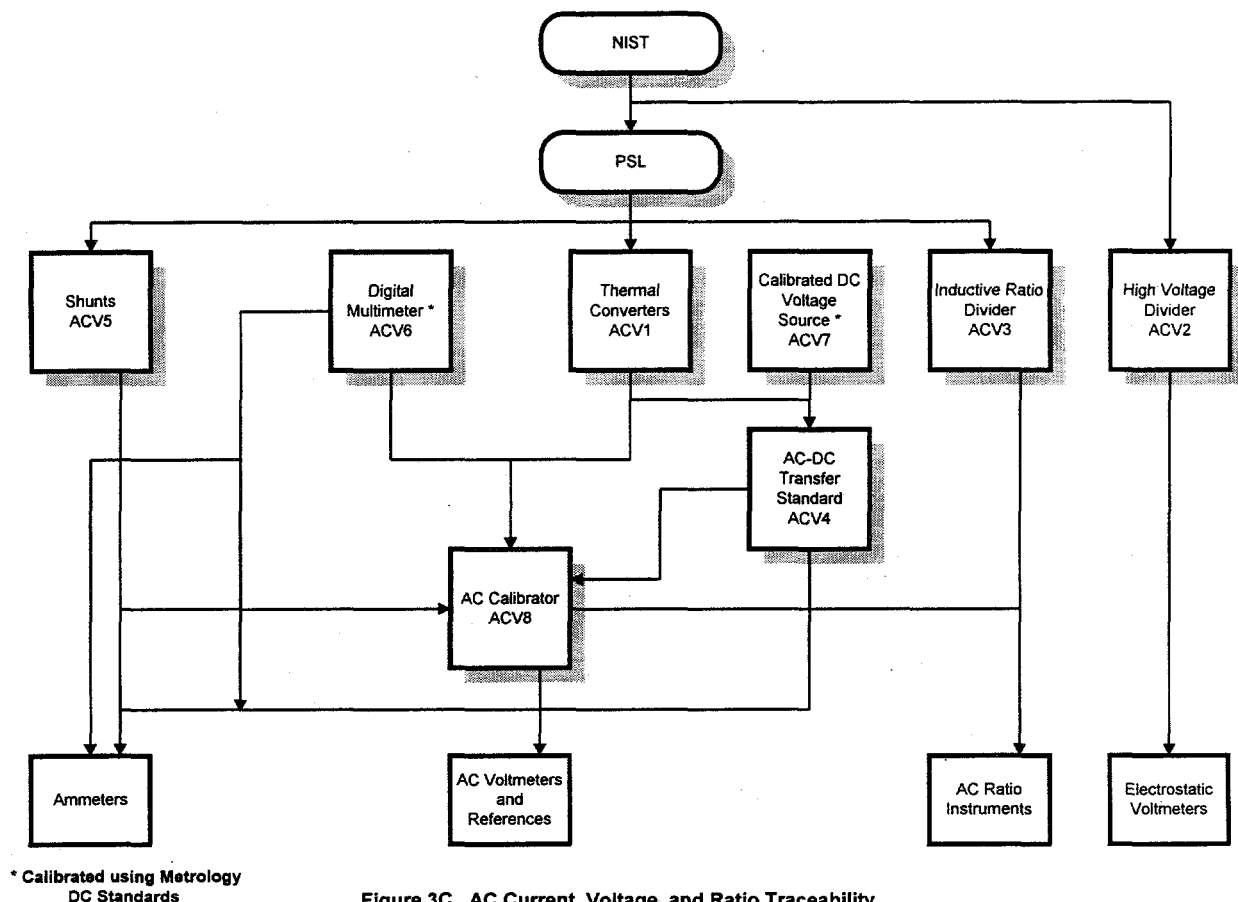 NIST
PSL
Shunts
ACV5
Digital
Multimeter *
ACV6
Thermal
Converters
ACV1
Calibrated DC
Voltage
Source *
ACV7
Inductive Ratio
Divider
ACV3
High Voltage
Divider
ACV2
AC-DC
Transfer
Standard
ACV4
AC Calibrator
ACV8
Ammeters
AC Voltmeters
and
References
AC Ratio
Instruments
Electrostatic
Voltmeters
* Calibrated using Metrology
DC Standards
Figure 3C. AC Current, Voltage, and Ratio Traceability